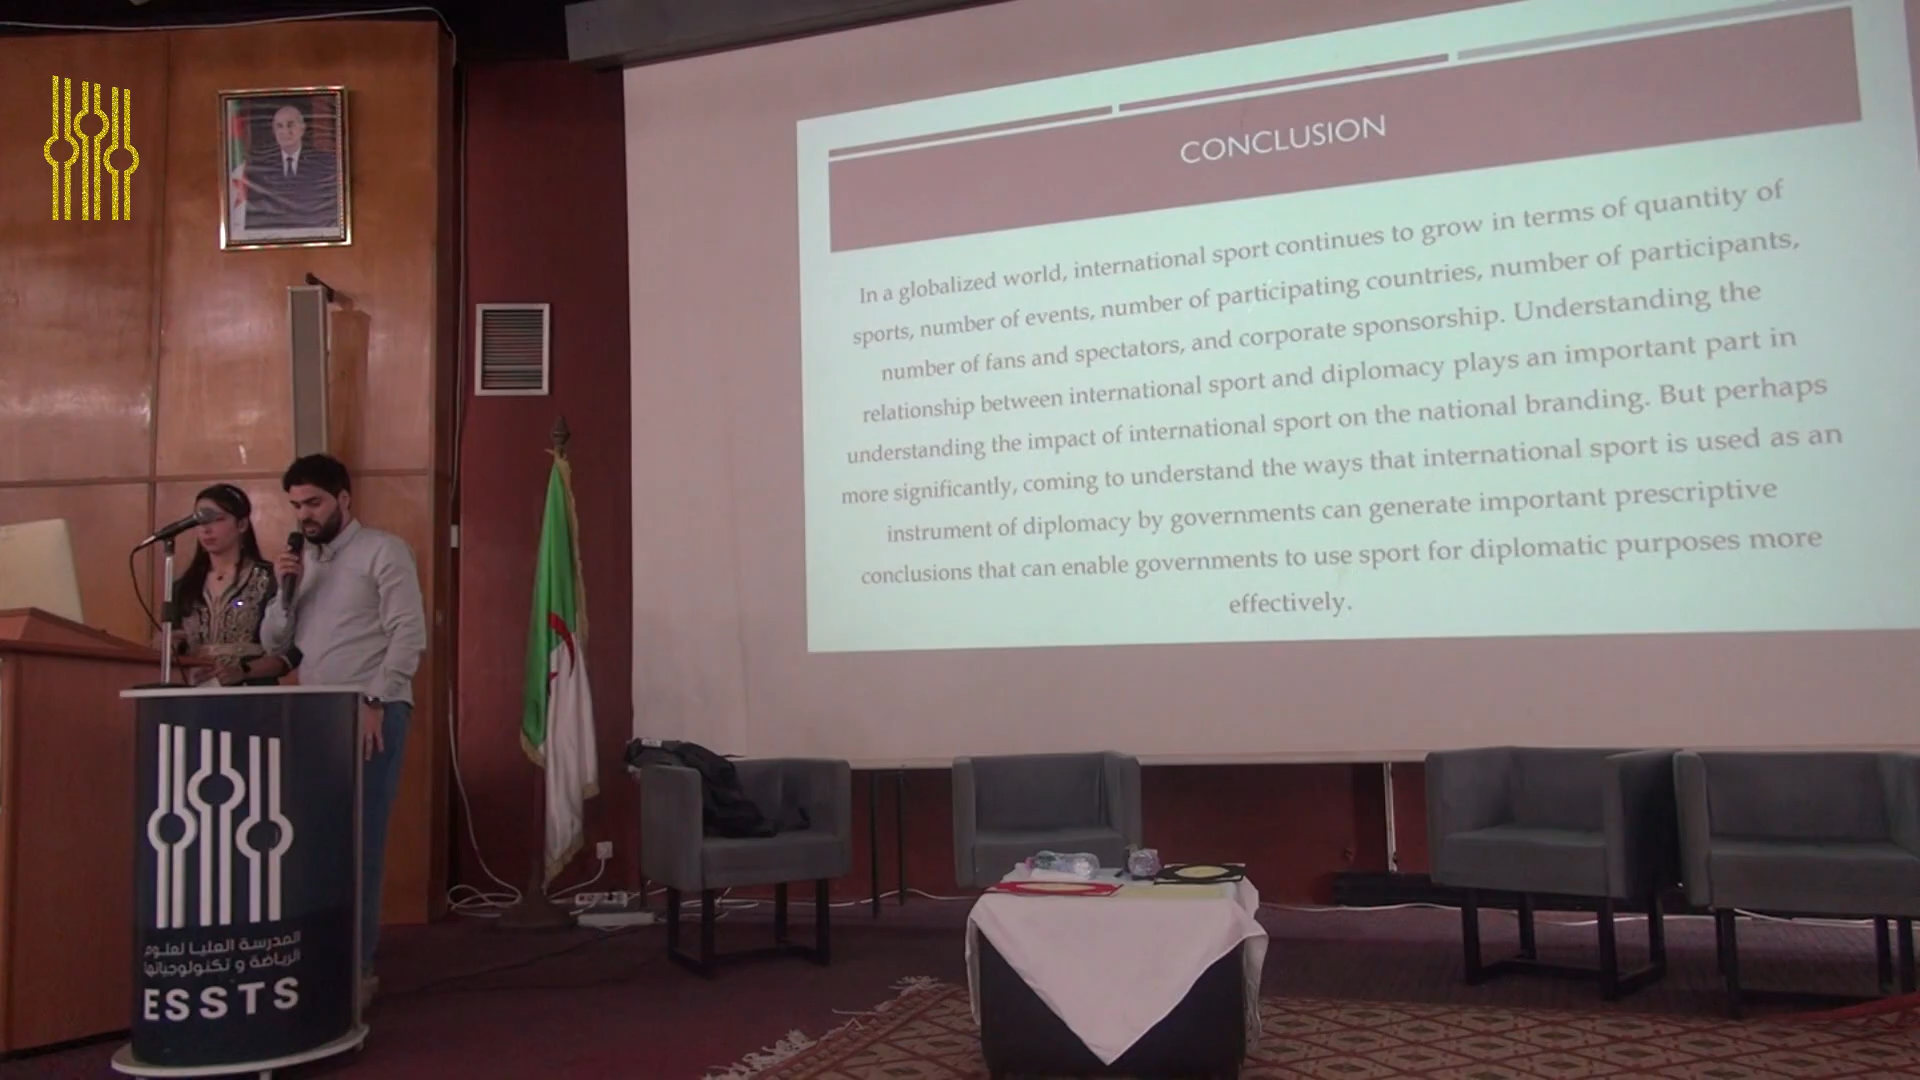 CONCLUSION
In a globalized world, international sport continues to grow in terms of quantity of
sports, number of events, number of participating countries, number of participants,
number of fans and spectators, and corporate sponsorship. Understanding the
relationship between international sport and diplomacy plays an important part in
understanding the impact of international sport on the national branding. But perhaps
more significantly, coming to understand the ways that international sport is used as an
instrument of diplomacy by governments can generate important prescriptive
conclusions that can enable governments to use sport for diplomatic purposes more
effectively.
المدرسة العليا لعلوم
الرياضة و تكنولوجياتها
ESSTS